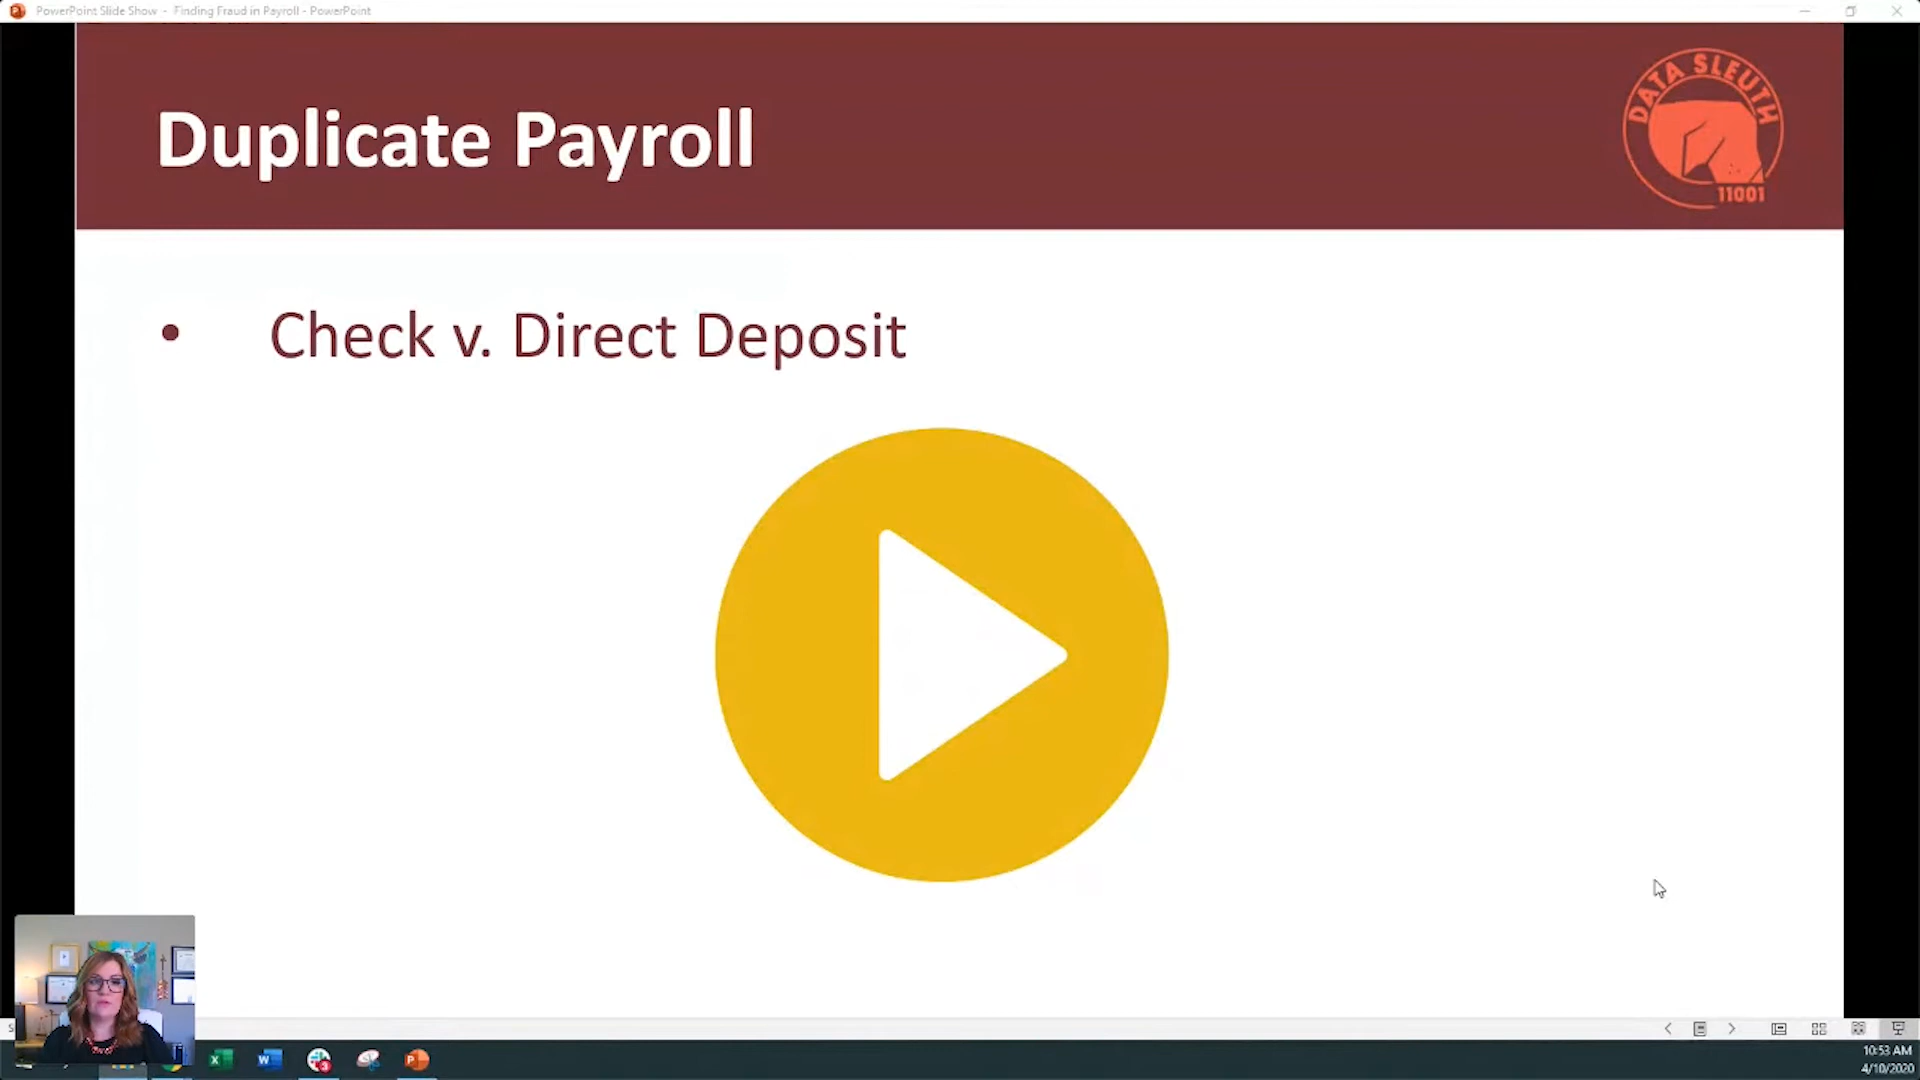 PowerPoint Slide Show - Finding Fraud in Payroll - PowerPoint
DATA SLEUTH
11001
Duplicate Payroll
• Check v. Direct Deposit
S
3
10:53 AM
4/10/2020